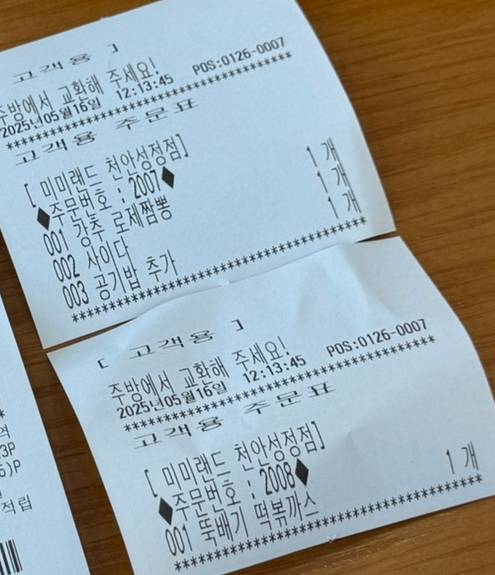 [ 고객용 ]
주방에서 교환해 주세요!
2025년05월16일 12:13:45 POS:0126-0007
******************************
고객용 주문표
[ 미미랜드 천안성정점]
◆주문번호 : 2007◆
001 강추 로제짬뽕 1 개
002 사이다 1 개
003 공기밥 추가 1 개
******************************
[ 고객용 ]
주방에서 교환해 주세요!
2025년05월16일 12:13:45 POS:0126-0007
******************************
고객용 주문표
[ 미미랜드 천안성정점]
◆주문번호 : 2008◆
001 뚝배기 떡볶까스 1 개
******************************
역
3P
)P
적립